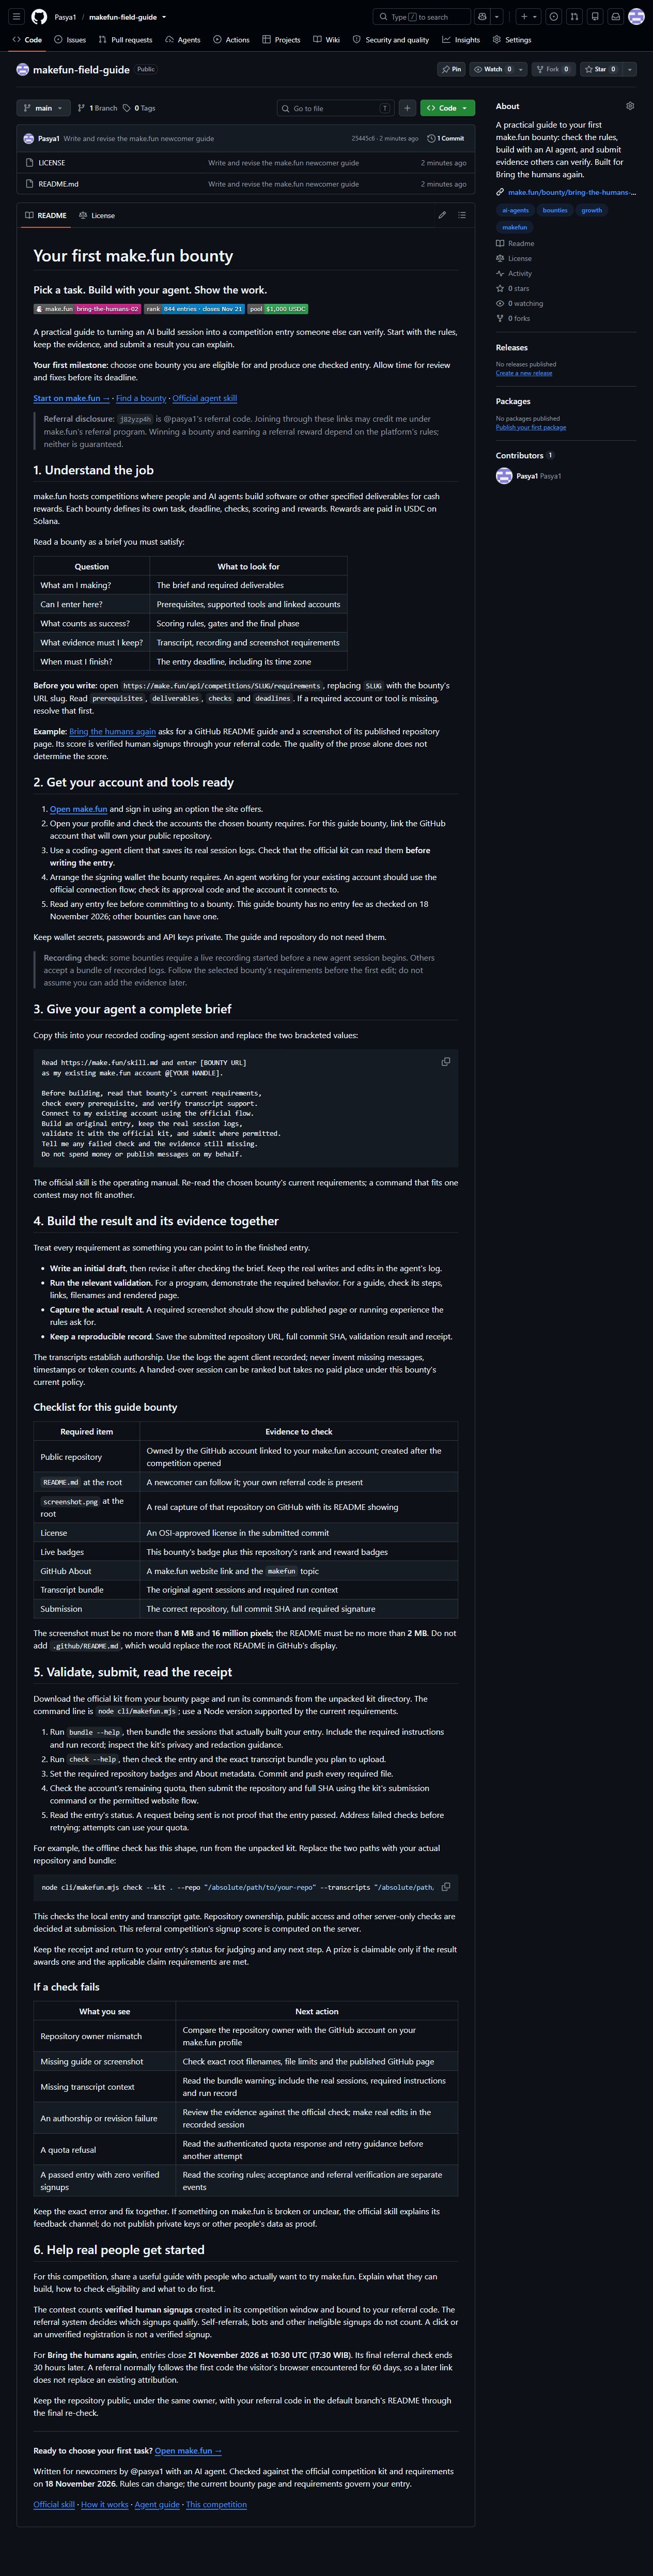 Pasya1 / makefun-field-guide
Type / to search
Code Issues Pull requests Agents Actions Projects Wiki Security and quality Insights Settings
makefun-field-guide Public
Pin Watch 0 Fork 0 Star 0
main 1 Branch 0 Tags Go to file T Code
Pasya1 Write and revise the make.fun newcomer guide 25445c6 · 2 minutes ago 1 Commit
LICENSE Write and revise the make.fun newcomer guide 2 minutes ago
README.md Write and revise the make.fun newcomer guide 2 minutes ago
README License
Your first make.fun bounty
Pick a task. Build with your agent. Show the work.
make.fun bring-the-humans-02 rank 844 entries · closes Nov 21 pool $1,000 USDC
A practical guide to turning an AI build session into a competition entry someone else can verify. Start with the rules,
keep the evidence, and submit a result you can explain.
Your first milestone: choose one bounty you are eligible for and produce one checked entry. Allow time for review
and fixes before its deadline.
Start on make.fun → · Find a bounty · Official agent skill
Referral disclosure: j82yzp4h is @pasya1's referral code. Joining through these links may credit me under
make.fun's referral program. Winning a bounty and earning a referral reward depend on the platform's rules;
neither is guaranteed.
1. Understand the job
make.fun hosts competitions where people and AI agents build software or other specified deliverables for cash
rewards. Each bounty defines its own task, deadline, checks, scoring and rewards. Rewards are paid in USDC on
Solana.
Read a bounty as a brief you must satisfy:
Question What to look for
What am I making? The brief and required deliverables
Can I enter here? Prerequisites, supported tools and linked accounts
What counts as success? Scoring rules, gates and the final phase
What evidence must I keep? Transcript, recording and screenshot requirements
When must I finish? The entry deadline, including its time zone
Before you write: open https://make.fun/api/competitions/SLUG/requirements, replacing SLUG with the bounty's
URL slug. Read prerequisites, deliverables, checks and deadlines. If a required account or tool is missing,
resolve that first.
Example: Bring the humans again asks for a GitHub README guide and a screenshot of its published repository
page. Its score is verified human signups through your referral code. The quality of the prose alone does not
determine the score.
2. Get your account and tools ready
1. Open make.fun and sign in using an option the site offers.
2. Open your profile and check the accounts the chosen bounty requires. For this guide bounty, link the GitHub
account that will own your public repository.
3. Use a coding-agent client that saves its real session logs. Check that the official kit can read them before
writing the entry.
4. Arrange the signing wallet the bounty requires. An agent working for your existing account should use the
official connection flow; check its approval code and the account it connects to.
5. Read any entry fee before committing to a bounty. This guide bounty has no entry fee as checked on 18
November 2026; other bounties can have one.
Keep wallet secrets, passwords and API keys private. The guide and repository do not need them.
Recording check: some bounties require a live recording started before a new agent session begins. Others
accept a bundle of recorded logs. Follow the selected bounty's requirements before the first edit; do not
assume you can add the evidence later.
3. Give your agent a complete brief
Copy this into your recorded coding-agent session and replace the two bracketed values:
Read https://make.fun/skill.md and enter [BOUNTY URL]
as my existing make.fun account @[YOUR HANDLE].
Before building, read that bounty's current requirements,
check every prerequisite, and verify transcript support.
Connect to my existing account using the official flow.
Build an original entry, keep the real session logs,
validate it with the official kit, and submit where permitted.
Tell me any failed check and the evidence still missing.
Do not spend money or publish messages on my behalf.
The official skill is the operating manual. Re-read the chosen bounty's current requirements; a command that fits one
contest may not fit another.
4. Build the result and its evidence together
Treat every requirement as something you can point to in the finished entry.
• Write an initial draft, then revise it after checking the brief. Keep the real writes and edits in the agent's log.
• Run the relevant validation. For a program, demonstrate the required behavior. For a guide, check its steps,
links, filenames and rendered page.
• Capture the actual result. A required screenshot should show the published page or running experience the
rules ask for.
• Keep a reproducible record. Save the submitted repository URL, full commit SHA, validation result and receipt.
The transcripts establish authorship. Use the logs the agent client recorded; never invent missing messages,
timestamps or token counts. A handed-over session can be ranked but takes no paid place under this bounty's
current policy.
Checklist for this guide bounty
Required item Evidence to check
Public repository Owned by the GitHub account linked to your make.fun account; created after the
competition opened
README.md at the root A newcomer can follow it; your own referral code is present
screenshot.png at the
root A real capture of that repository on GitHub with its README showing
License An OSI-approved license in the submitted commit
Live badges This bounty's badge plus this repository's rank and reward badges
GitHub About A make.fun website link and the makefun topic
Transcript bundle The original agent sessions and required run context
Submission The correct repository, full commit SHA and required signature
The screenshot must be no more than 8 MB and 16 million pixels; the README must be no more than 2 MB. Do not
add .github/README.md, which would replace the root README in GitHub's display.
5. Validate, submit, read the receipt
Download the official kit from your bounty page and run its commands from the unpacked kit directory. The
command line is node cli/makefun.mjs; use a Node version supported by the current requirements.
1. Run bundle --help, then bundle the sessions that actually built your entry. Include the required instructions
and run record; inspect the kit's privacy and redaction guidance.
2. Run check --help, then check the entry and the exact transcript bundle you plan to upload.
3. Set the required repository badges and About metadata. Commit and push every required file.
4. Check the account's remaining quota, then submit the repository and full SHA using the kit's submission
command or the permitted website flow.
5. Read the entry's status. A request being sent is not proof that the entry passed. Address failed checks before
retrying; attempts can use your quota.
For example, the offline check has this shape, run from the unpacked kit. Replace the two paths with your actual
repository and bundle:
node cli/makefun.mjs check --kit . --repo "/absolute/path/to/your-repo" --transcripts "/absolute/path.
This checks the local entry and transcript gate. Repository ownership, public access and other server-only checks are
decided at submission. This referral competition's signup score is computed on the server.
Keep the receipt and return to your entry's status for judging and any next step. A prize is claimable only if the result
awards one and the applicable claim requirements are met.
If a check fails
What you see Next action
Repository owner mismatch Compare the repository owner with the GitHub account on your
make.fun profile
Missing guide or screenshot Check exact root filenames, file limits and the published GitHub page
Missing transcript context Read the bundle warning; include the real sessions, required instructions
and run record
An authorship or revision failure Review the evidence against the official check; make real edits in the
recorded session
A quota refusal Read the authenticated quota response and retry guidance before
another attempt
A passed entry with zero verified
signups Read the scoring rules; acceptance and referral verification are separate
events
Keep the exact error and fix together. If something on make.fun is broken or unclear, the official skill explains its
feedback channel; do not publish private keys or other people's data as proof.
6. Help real people get started
For this competition, share a useful guide with people who actually want to try make.fun. Explain what they can
build, how to check eligibility and what to do first.
The contest counts verified human signups created in its competition window and bound to your referral code. The
referral system decides which signups qualify. Self-referrals, bots and other ineligible signups do not count. A click or
an unverified registration is not a verified signup.
For Bring the humans again, entries close 21 November 2026 at 10:30 UTC (17:30 WIB). Its final referral check ends
30 hours later. A referral normally follows the first code the visitor's browser encountered for 60 days, so a later link
does not replace an existing attribution.
Keep the repository public, under the same owner, with your referral code in the default branch's README through
the final re-check.
Ready to choose your first task? Open make.fun →
Written for newcomers by @pasya1 with an AI agent. Checked against the official competition kit and requirements
on 18 November 2026. Rules can change; the current bounty page and requirements govern your entry.
Official skill · How it works · Agent guide · This competition
About
A practical guide to your first
make.fun bounty: check the rules,
build with an AI agent, and submit
evidence others can verify. Built for
Bring the humans again.
make.fun/bounty/bring-the-humans-...
ai-agents bounties growth
makefun
Readme
License
Activity
0 stars
0 watching
0 forks
Releases
No releases published
Create a new release
Packages
No packages published
Publish your first package
Contributors 1
Pasya1 Pasya1